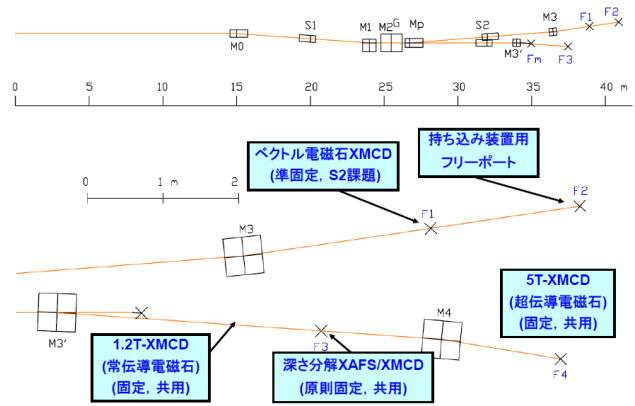 M0
S1
M1
M2
G
Mp
S2
M3
F1
F2
M3'
Fm
F3
0
5
10
15
20
25
30
35
40 m
ベクトル電磁石XMCD
(準固定, S2課題)
持ち込み装置用
フリーポート
0
1 m
2
F1
F2
M3
M3'
F3
M4
F4
5T-XMCD
(超伝導電磁石)
(固定, 共用)
1.2T-XMCD
(常伝導電磁石)
(固定, 共用)
深さ分解XAFS/XMCD
(原則固定, 共用)